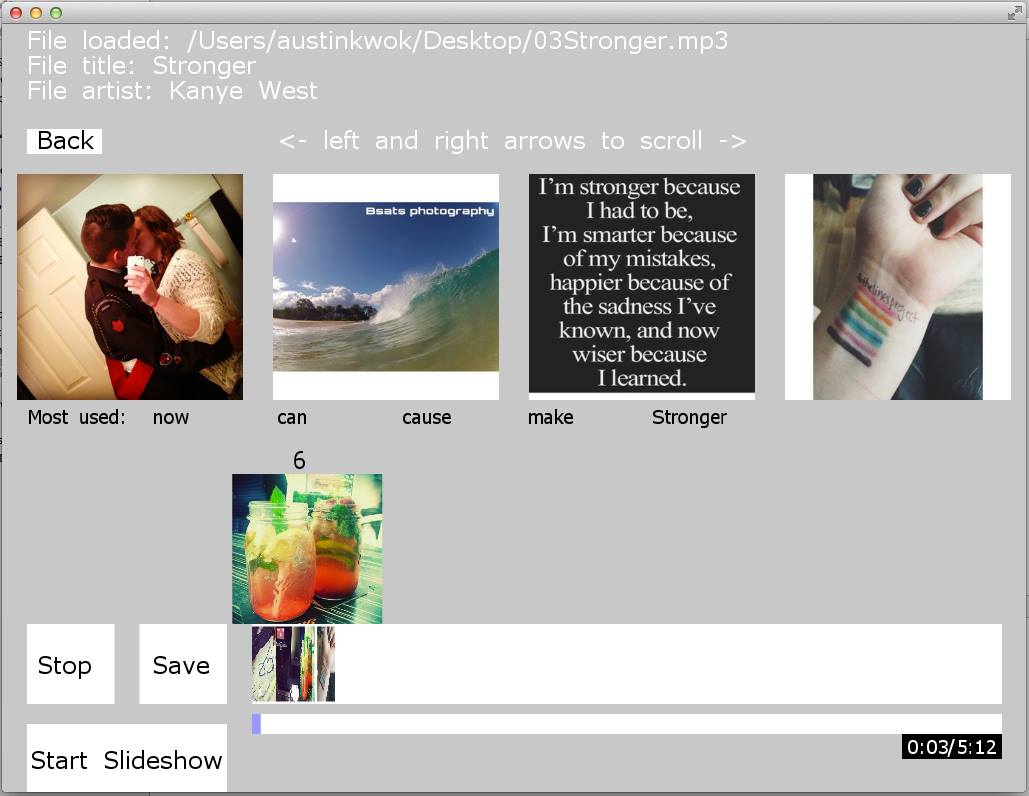 File loaded: /Users/austinkwok/Desktop/03Stronger.mp3
File title: Stronger
File artist: Kanye West
Back
<- left and right arrows to scroll ->
Bsats photography
I'm stronger because
I had to be,
I'm smarter because
of my mistakes,
happier because of
the sadness I've
known, and now
wiser because
I learned.
Most used: now can cause make Stronger
6
Stop
Save
Start Slideshow
0:03/5:12